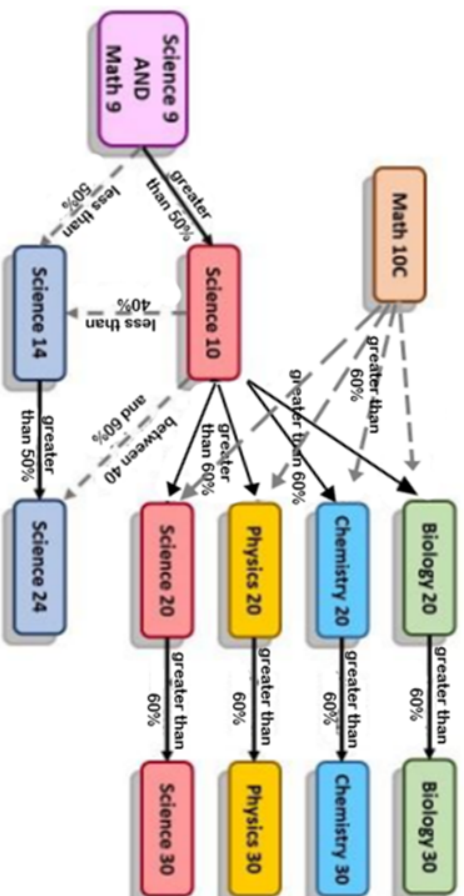 Science 9
AND
Math 9
Math 10C
greater
than 50%
less than
50%
Science 10
Science 14
less than
40%
greater than
60%
greater than 60%
greater
than 60%
between 40
and 60%
greater
than 50%
Biology 20
Chemistry 20
Physics 20
Science 20
Science 24
greater than
60%
greater than
60%
greater than
60%
greater than
60%
Biology 30
Chemistry 30
Physics 30
Science 30